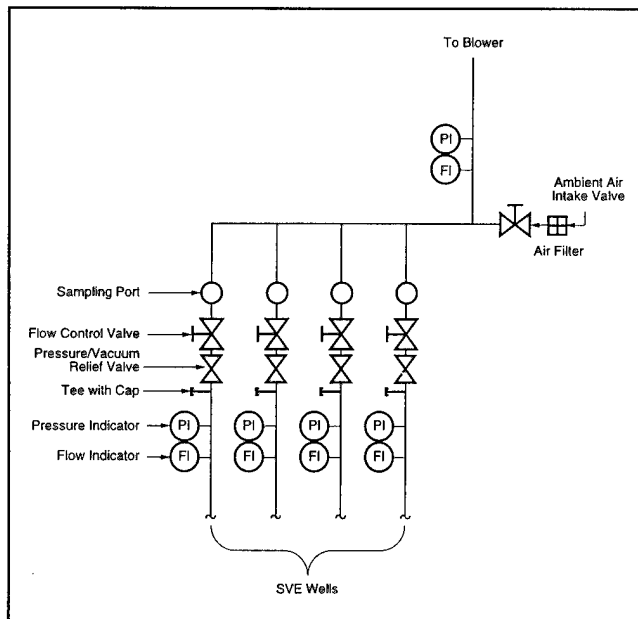 To Blower
PI
FI
Ambient Air
Intake Valve
Air Filter
Sampling Port
Flow Control Valve
Pressure/Vacuum
Relief Valve
Tee with Cap
Pressure Indicator
PI
PI
PI
PI
Flow Indicator
FI
FI
FI
FI
SVE Wells